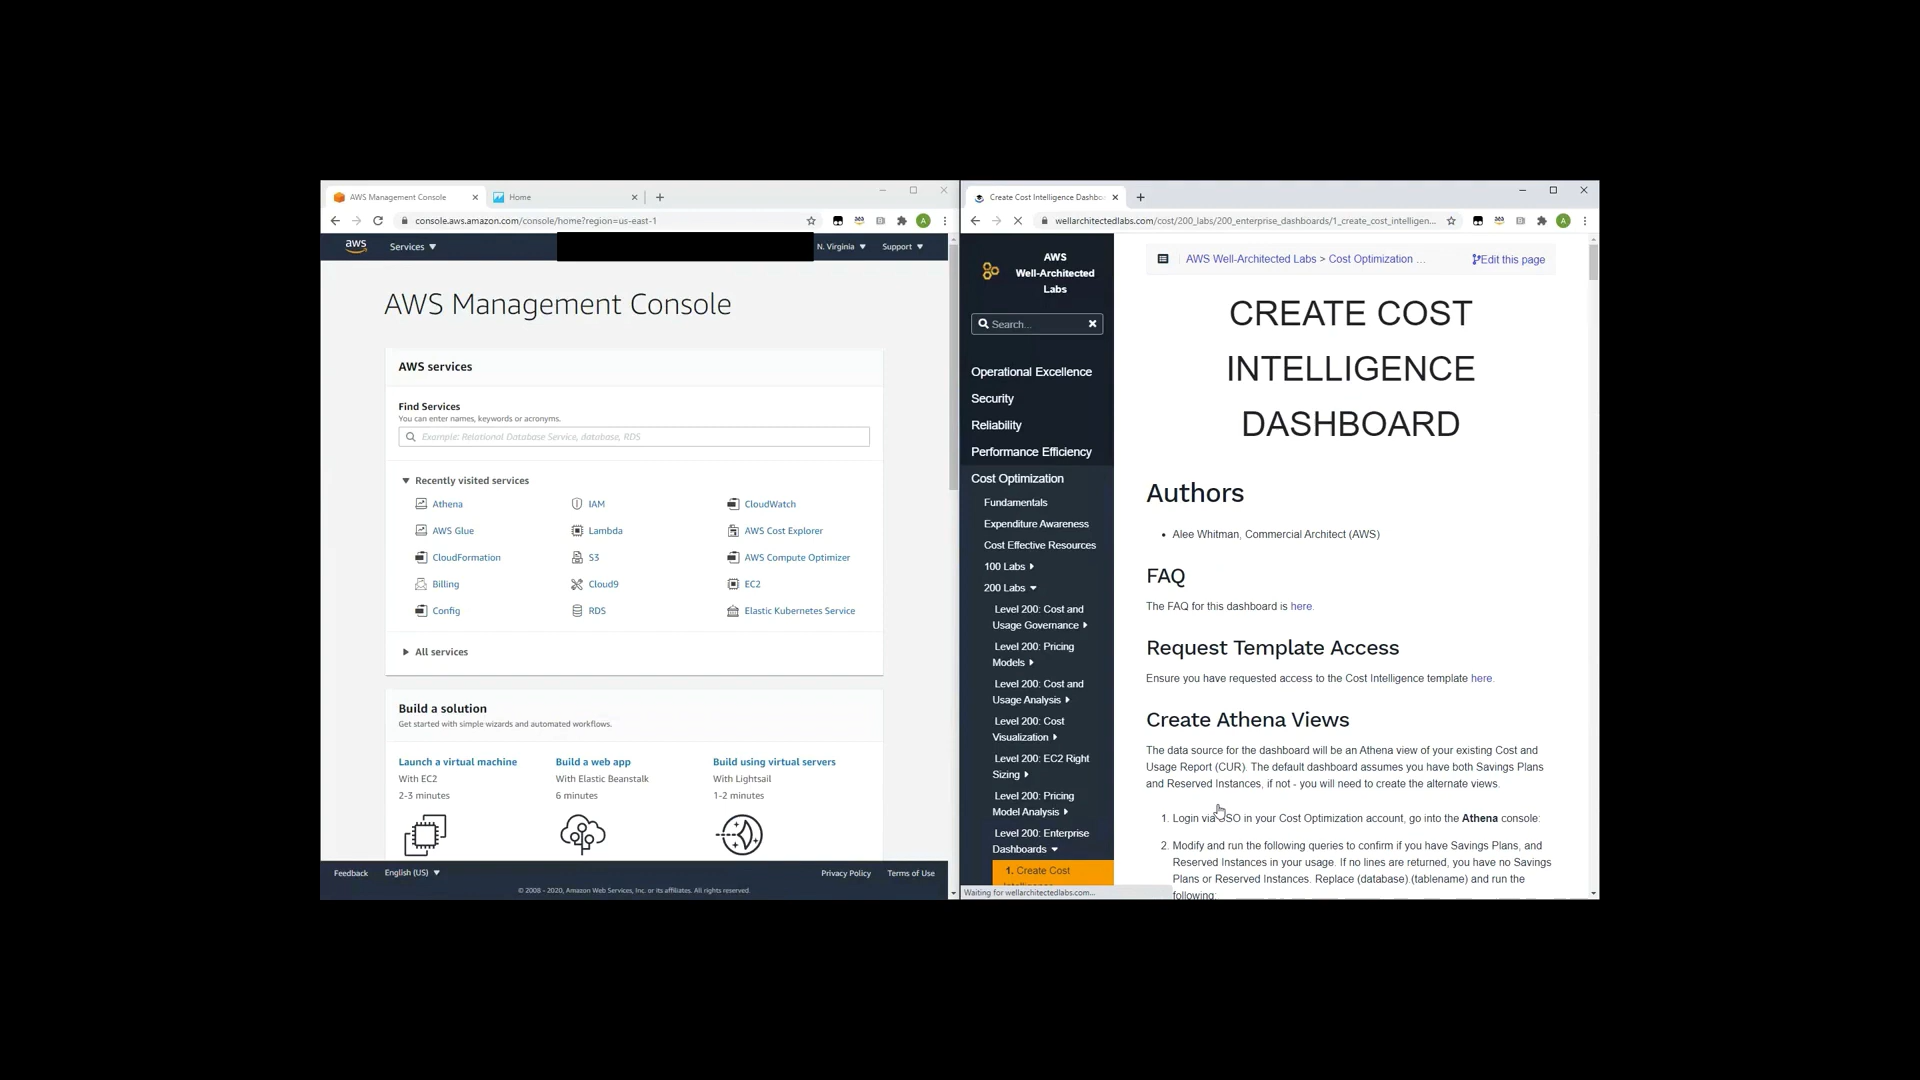 AWS Management Console
Home
console.aws.amazon.com/console/home?region=us-east-1
A
aws
Services
N. Virginia
Support
AWS Management Console
AWS services
Find Services
You can enter names, keywords or acronyms.
Example: Relational Database Service, database, RDS
Recently visited services
Athena
IAM
CloudWatch
AWS Glue
Lambda
AWS Cost Explorer
CloudFormation
S3
AWS Compute Optimizer
Billing
Cloud9
EC2
Config
RDS
Elastic Kubernetes Service
All services
Build a solution
Get started with simple wizards and automated workflows.
Launch a virtual machine
With EC2
2-3 minutes
Build a web app
With Elastic Beanstalk
6 minutes
Build using virtual servers
With Lightsail
1-2 minutes
Feedback
English (US)
Privacy Policy
Terms of Use
© 2008 - 2020, Amazon Web Services, Inc. or its affiliates. All rights reserved.
Create Cost Intelligence Dashbo
wellarchitectedlabs.com/cost/200_labs/200_enterprise_dashboards/1_create_cost_intelligen...
A
AWS
Well-Architected
Labs
Search...
Operational Excellence
Security
Reliability
Performance Efficiency
Cost Optimization
Fundamentals
Expenditure Awareness
Cost Effective Resources
100 Labs
200 Labs
Level 200: Cost and
Usage Governance
Level 200: Pricing
Models
Level 200: Cost and
Usage Analysis
Level 200: Cost
Visualization
Level 200: EC2 Right
Sizing
Level 200: Pricing
Model Analysis
Level 200: Enterprise
Dashboards
1. Create Cost
Waiting for wellarchitectedlabs.com...
AWS Well-Architected Labs > Cost Optimization ...
Edit this page
CREATE COST
INTELLIGENCE
DASHBOARD
Authors
• Alee Whitman, Commercial Architect (AWS)
FAQ
The FAQ for this dashboard is here.
Request Template Access
Ensure you have requested access to the Cost Intelligence template here.
Create Athena Views
The data source for the dashboard will be an Athena view of your existing Cost and
Usage Report (CUR). The default dashboard assumes you have both Savings Plans
and Reserved Instances, if not - you will need to create the alternate views.
1. Login via SSO in your Cost Optimization account, go into the Athena console:
2. Modify and run the following queries to confirm if you have Savings Plans, and
Reserved Instances in your usage. If no lines are returned, you have no Savings
Plans or Reserved Instances. Replace (database).(tablename) and run the
following: